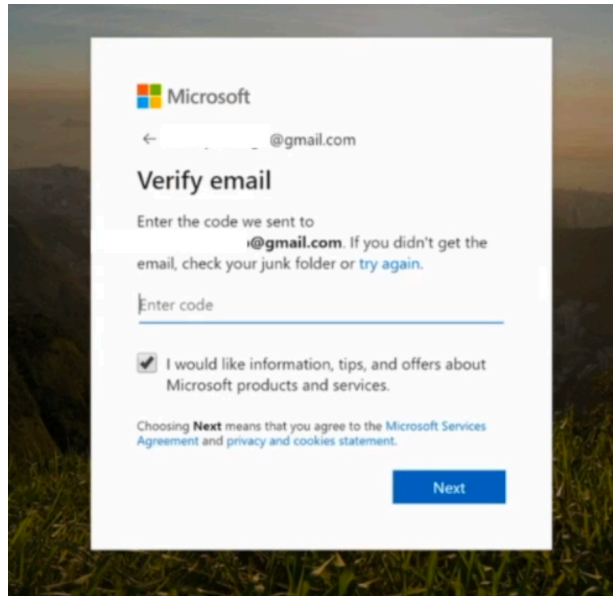 Microsoft
@gmail.com
Verify email
Enter the code we sent to
@gmail.com. If you didn't get the
email, check your junk folder or try again.
Enter code
I would like information, tips, and offers about
Microsoft products and services.
Choosing Next means that you agree to the Microsoft Services
Agreement and privacy and cookies statement.
Next